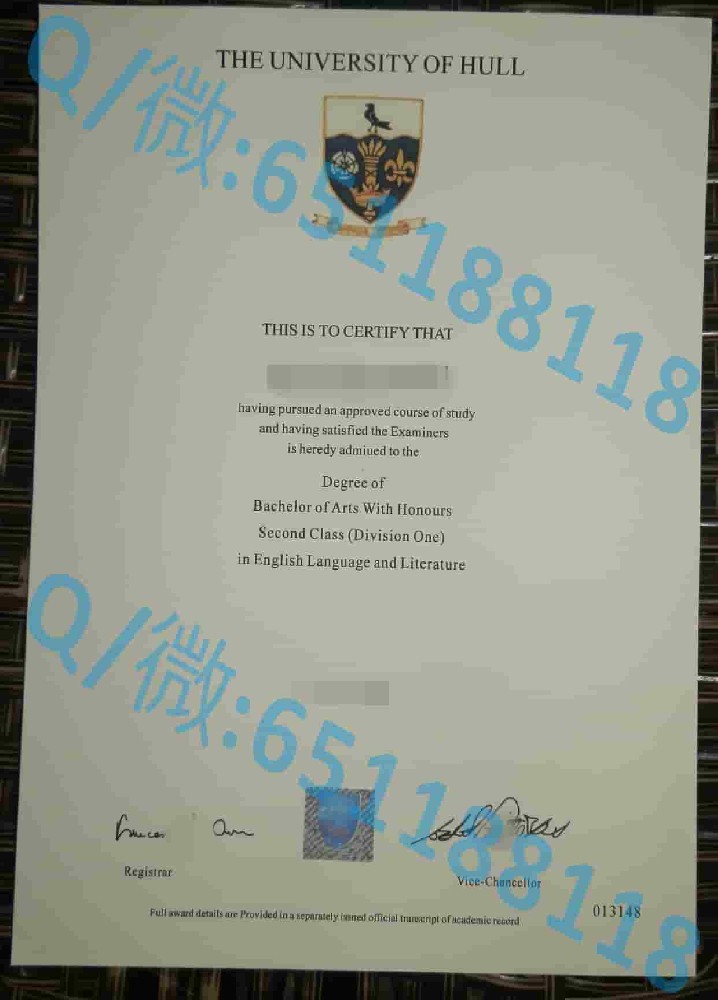 THE UNIVERSITY OF HULL
Q/微:651188118
THIS IS TO CERTIFY THAT
having pursued an approved course of study
and having satisfied the Examiners
is heredy admiued to the
Degree of
Bachelor of Arts With Honours
Second Class (Division One)
in English Language and Literature
Q/微:651188118
Registrar
Vice-Chancellor
013148
Full award details are Provided in a separately issued official transcript of academic record